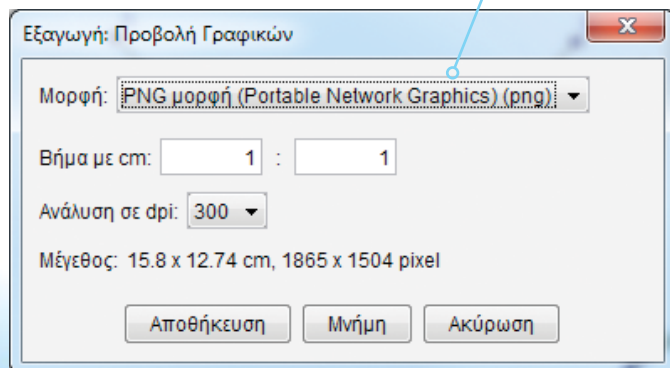 Εξαγωγή: Προβολή Γραφικών
Μορφή: PNG μορφή (Portable Network Graphics) (png)
Βήμα με cm: 1 : 1
Ανάλυση σε dpi: 300
Μέγεθος: 15.8 x 12.74 cm, 1865 x 1504 pixel
Αποθήκευση Μνήμη Ακύρωση